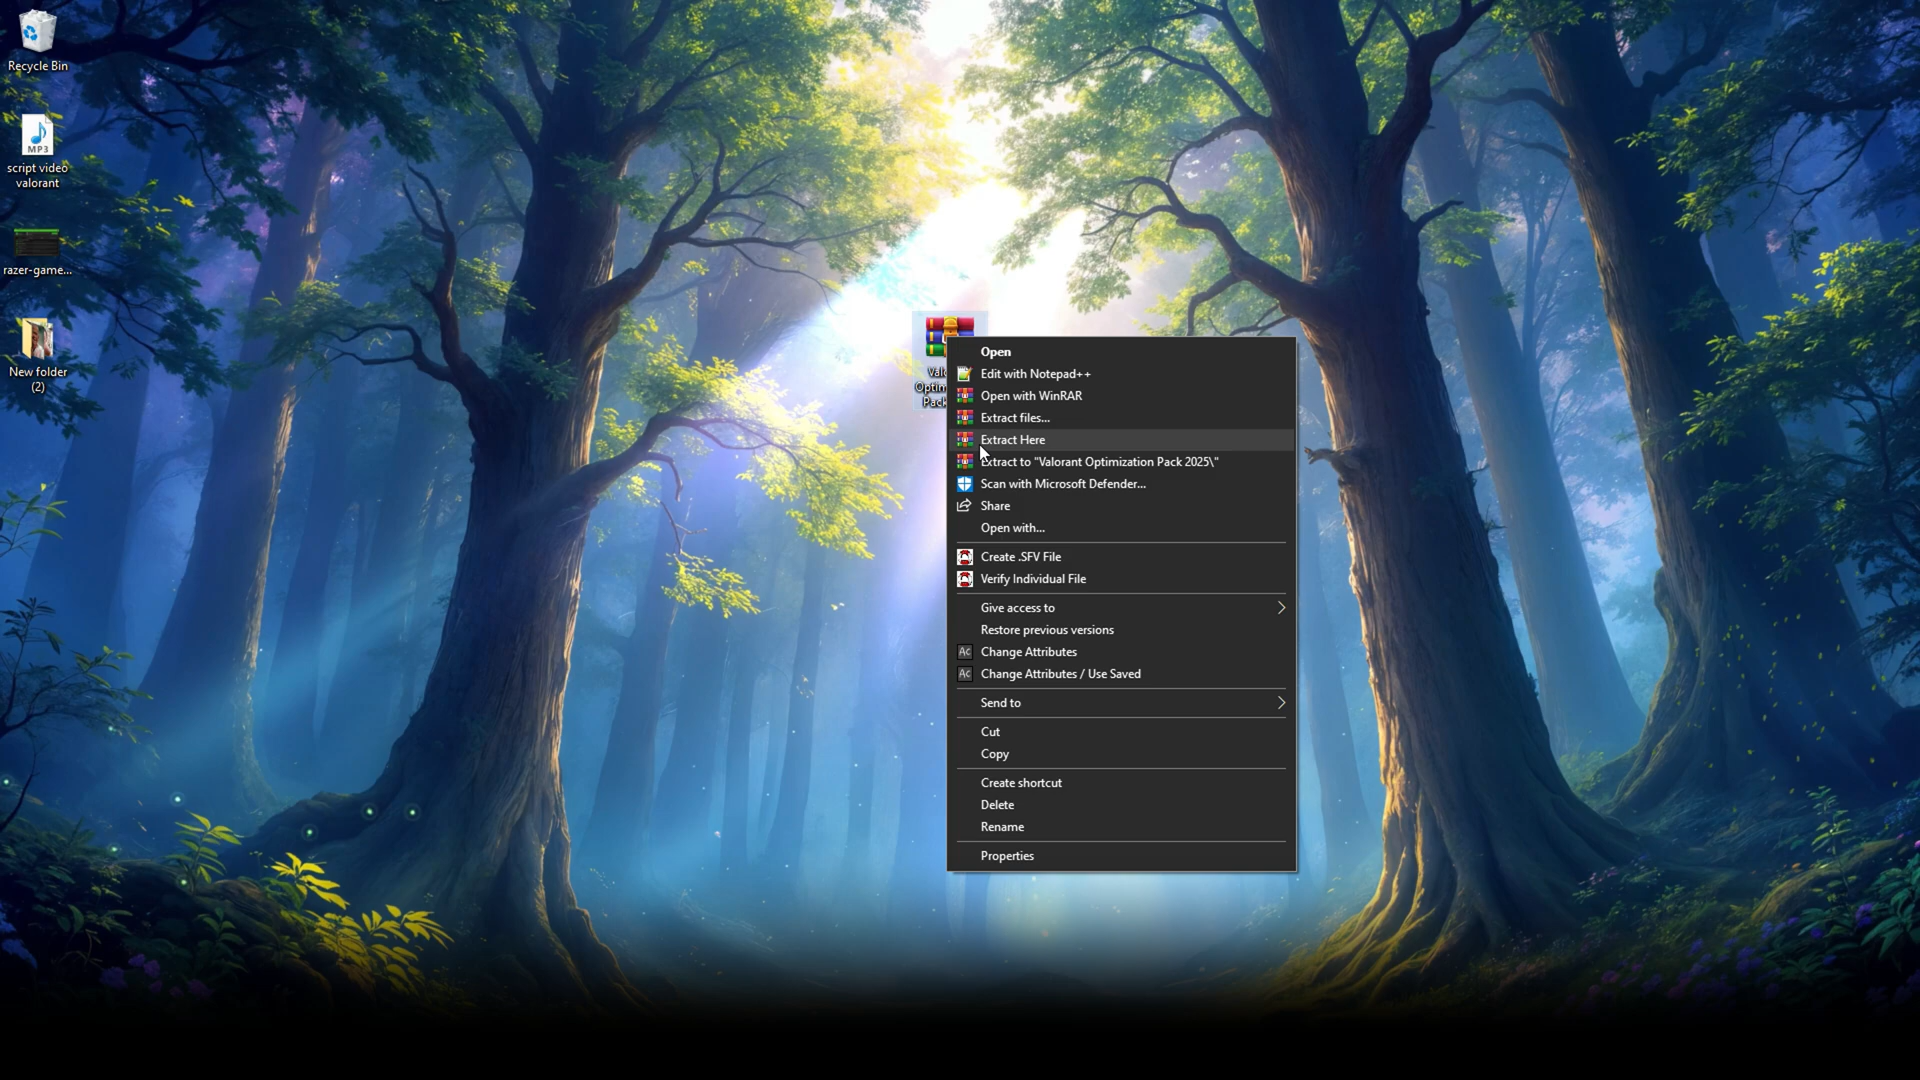 Recycle Bin
MP3
script video
valorant
razer-game...
New folder
(2)
Open
Edit with Notepad++
Open with WinRAR
Extract files...
Extract Here
Extract to "Valorant Optimization Pack 2025\"
Scan with Microsoft Defender...
Share
Open with...
Create .SFV File
Verify Individual File
Give access to
Restore previous versions
Ac Change Attributes
Ac Change Attributes / Use Saved
Send to
Cut
Copy
Create shortcut
Delete
Rename
Properties